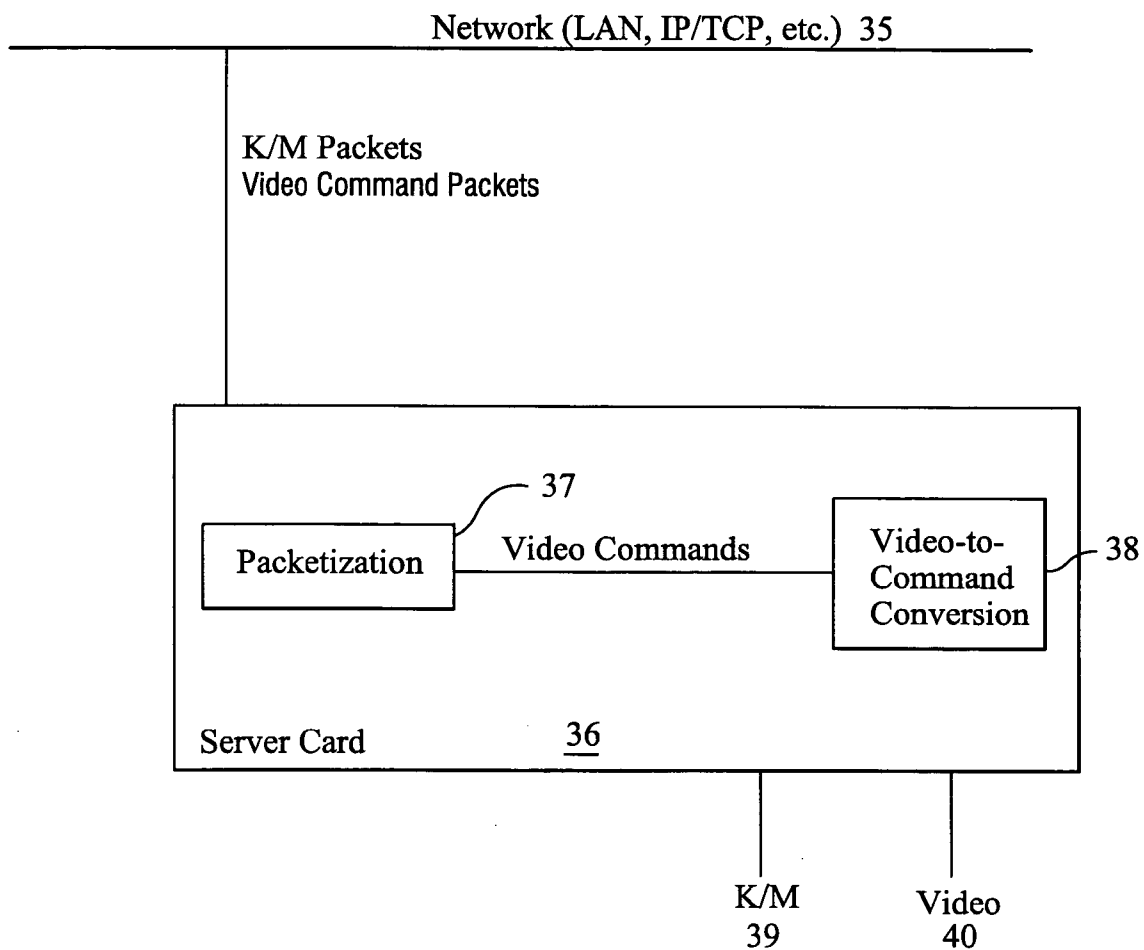 Network (LAN, IP/TCP, etc.) 35
K/M Packets
Video Command Packets
37
Packetization
Video Commands
Video-to-
Command
Conversion
38
Server Card
36
K/M
39
Video
40